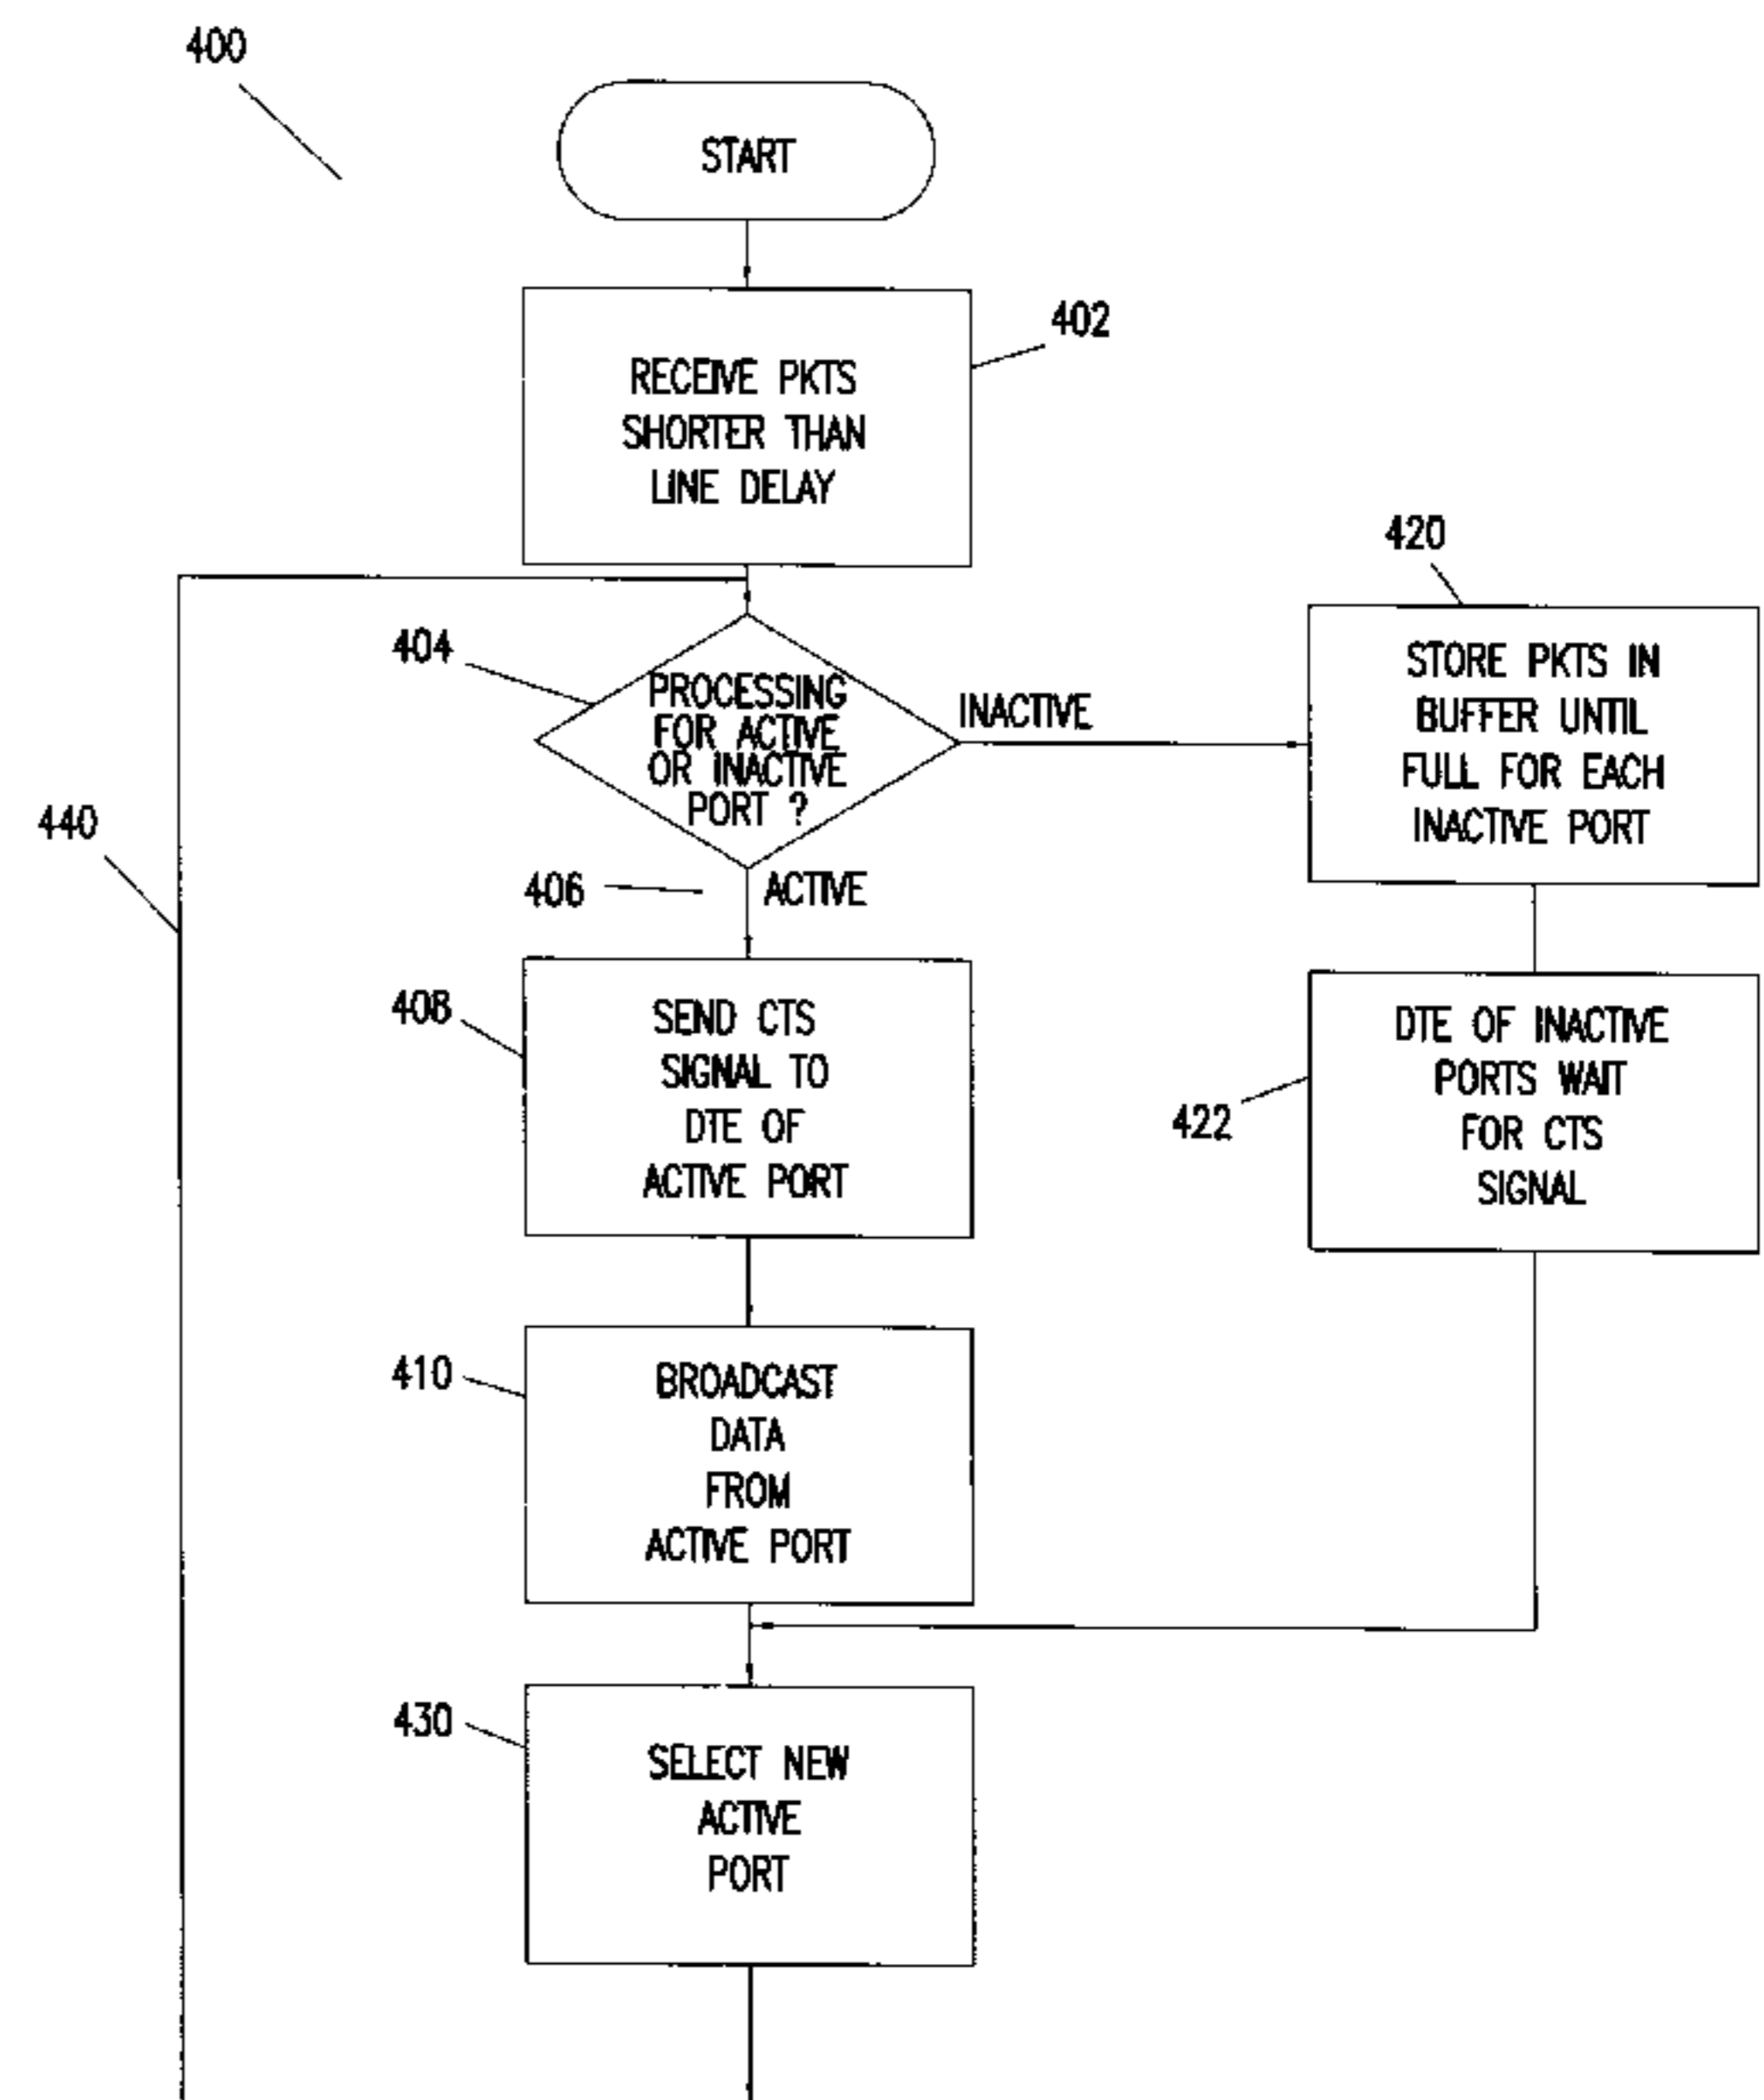 400
START
402
RECEIVE PKTS
SHORTER THAN
LINE DELAY
404
PROCESSING
FOR ACTIVE
OR INACTIVE
PORT ?
INACTIVE
420
STORE PKTS IN
BUFFER UNTIL
FULL FOR EACH
INACTIVE PORT
440
406
ACTIVE
408
SEND CTS
SIGNAL TO
DTE OF
ACTIVE PORT
422
DTE OF INACTIVE
PORTS WAIT
FOR CTS
SIGNAL
410
BROADCAST
DATA
FROM
ACTIVE PORT
430
SELECT NEW
ACTIVE
PORT